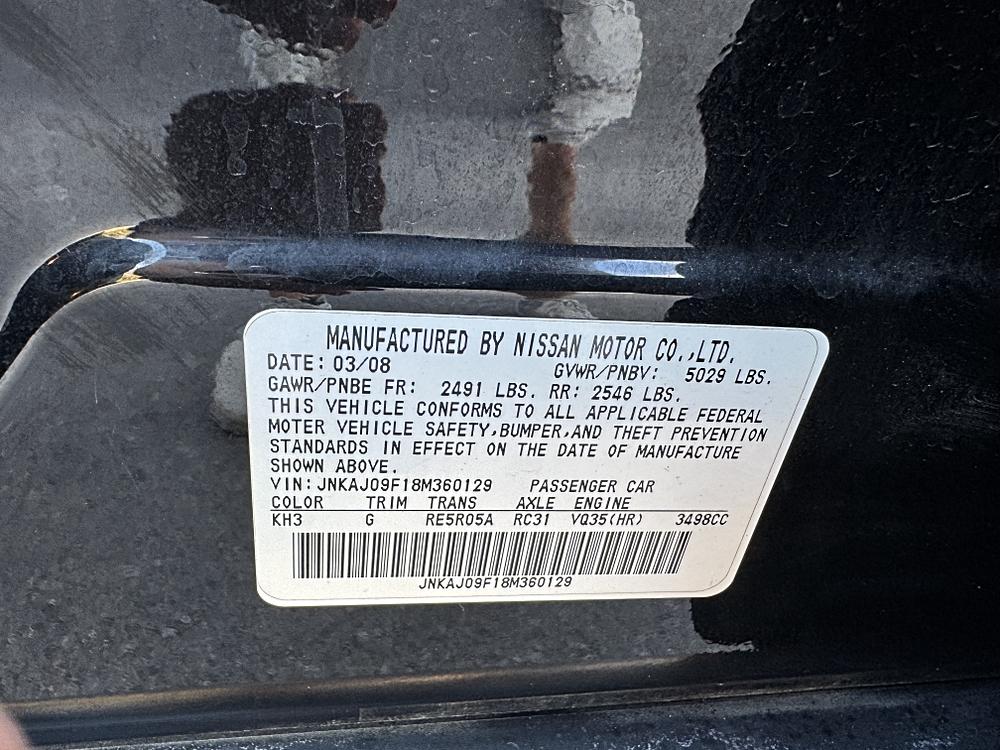 MANUFACTURED BY NISSAN MOTOR CO.,LTD.
DATE: 03/08 GVWR/PNBV: 5029 LBS.
GAWR/PNBE FR: 2491 LBS. RR: 2546 LBS.
THIS VEHICLE CONFORMS TO ALL APPLICABLE FEDERAL
MOTER VEHICLE SAFETY,BUMPER,AND THEFT PREVENTION
STANDARDS IN EFFECT ON THE DATE OF MANUFACTURE
SHOWN ABOVE.
VIN: JNKAJ09F18M360129 PASSENGER CAR
COLOR TRIM TRANS AXLE ENGINE
KH3 G RE5R05A RC31 VQ35(HR) 3498CC
JNKAJ09F18M360129